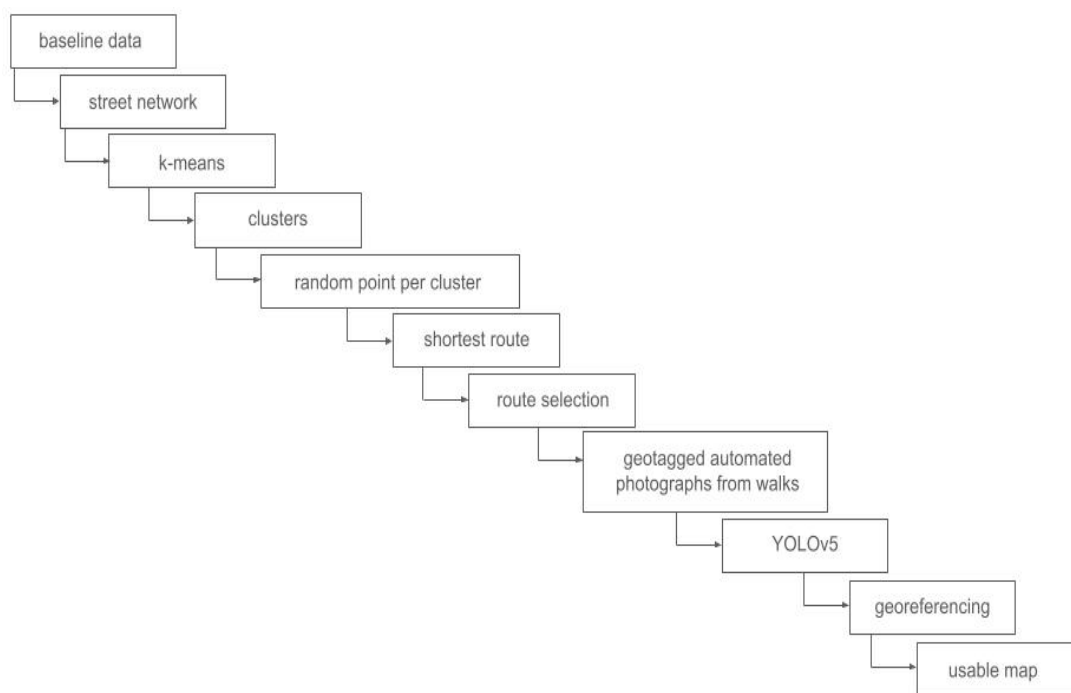 baseline data
street network
k-means
clusters
random point per cluster
shortest route
route selection
geotagged automated
photographs from walks
YOLOv5
georeferencing
usable map